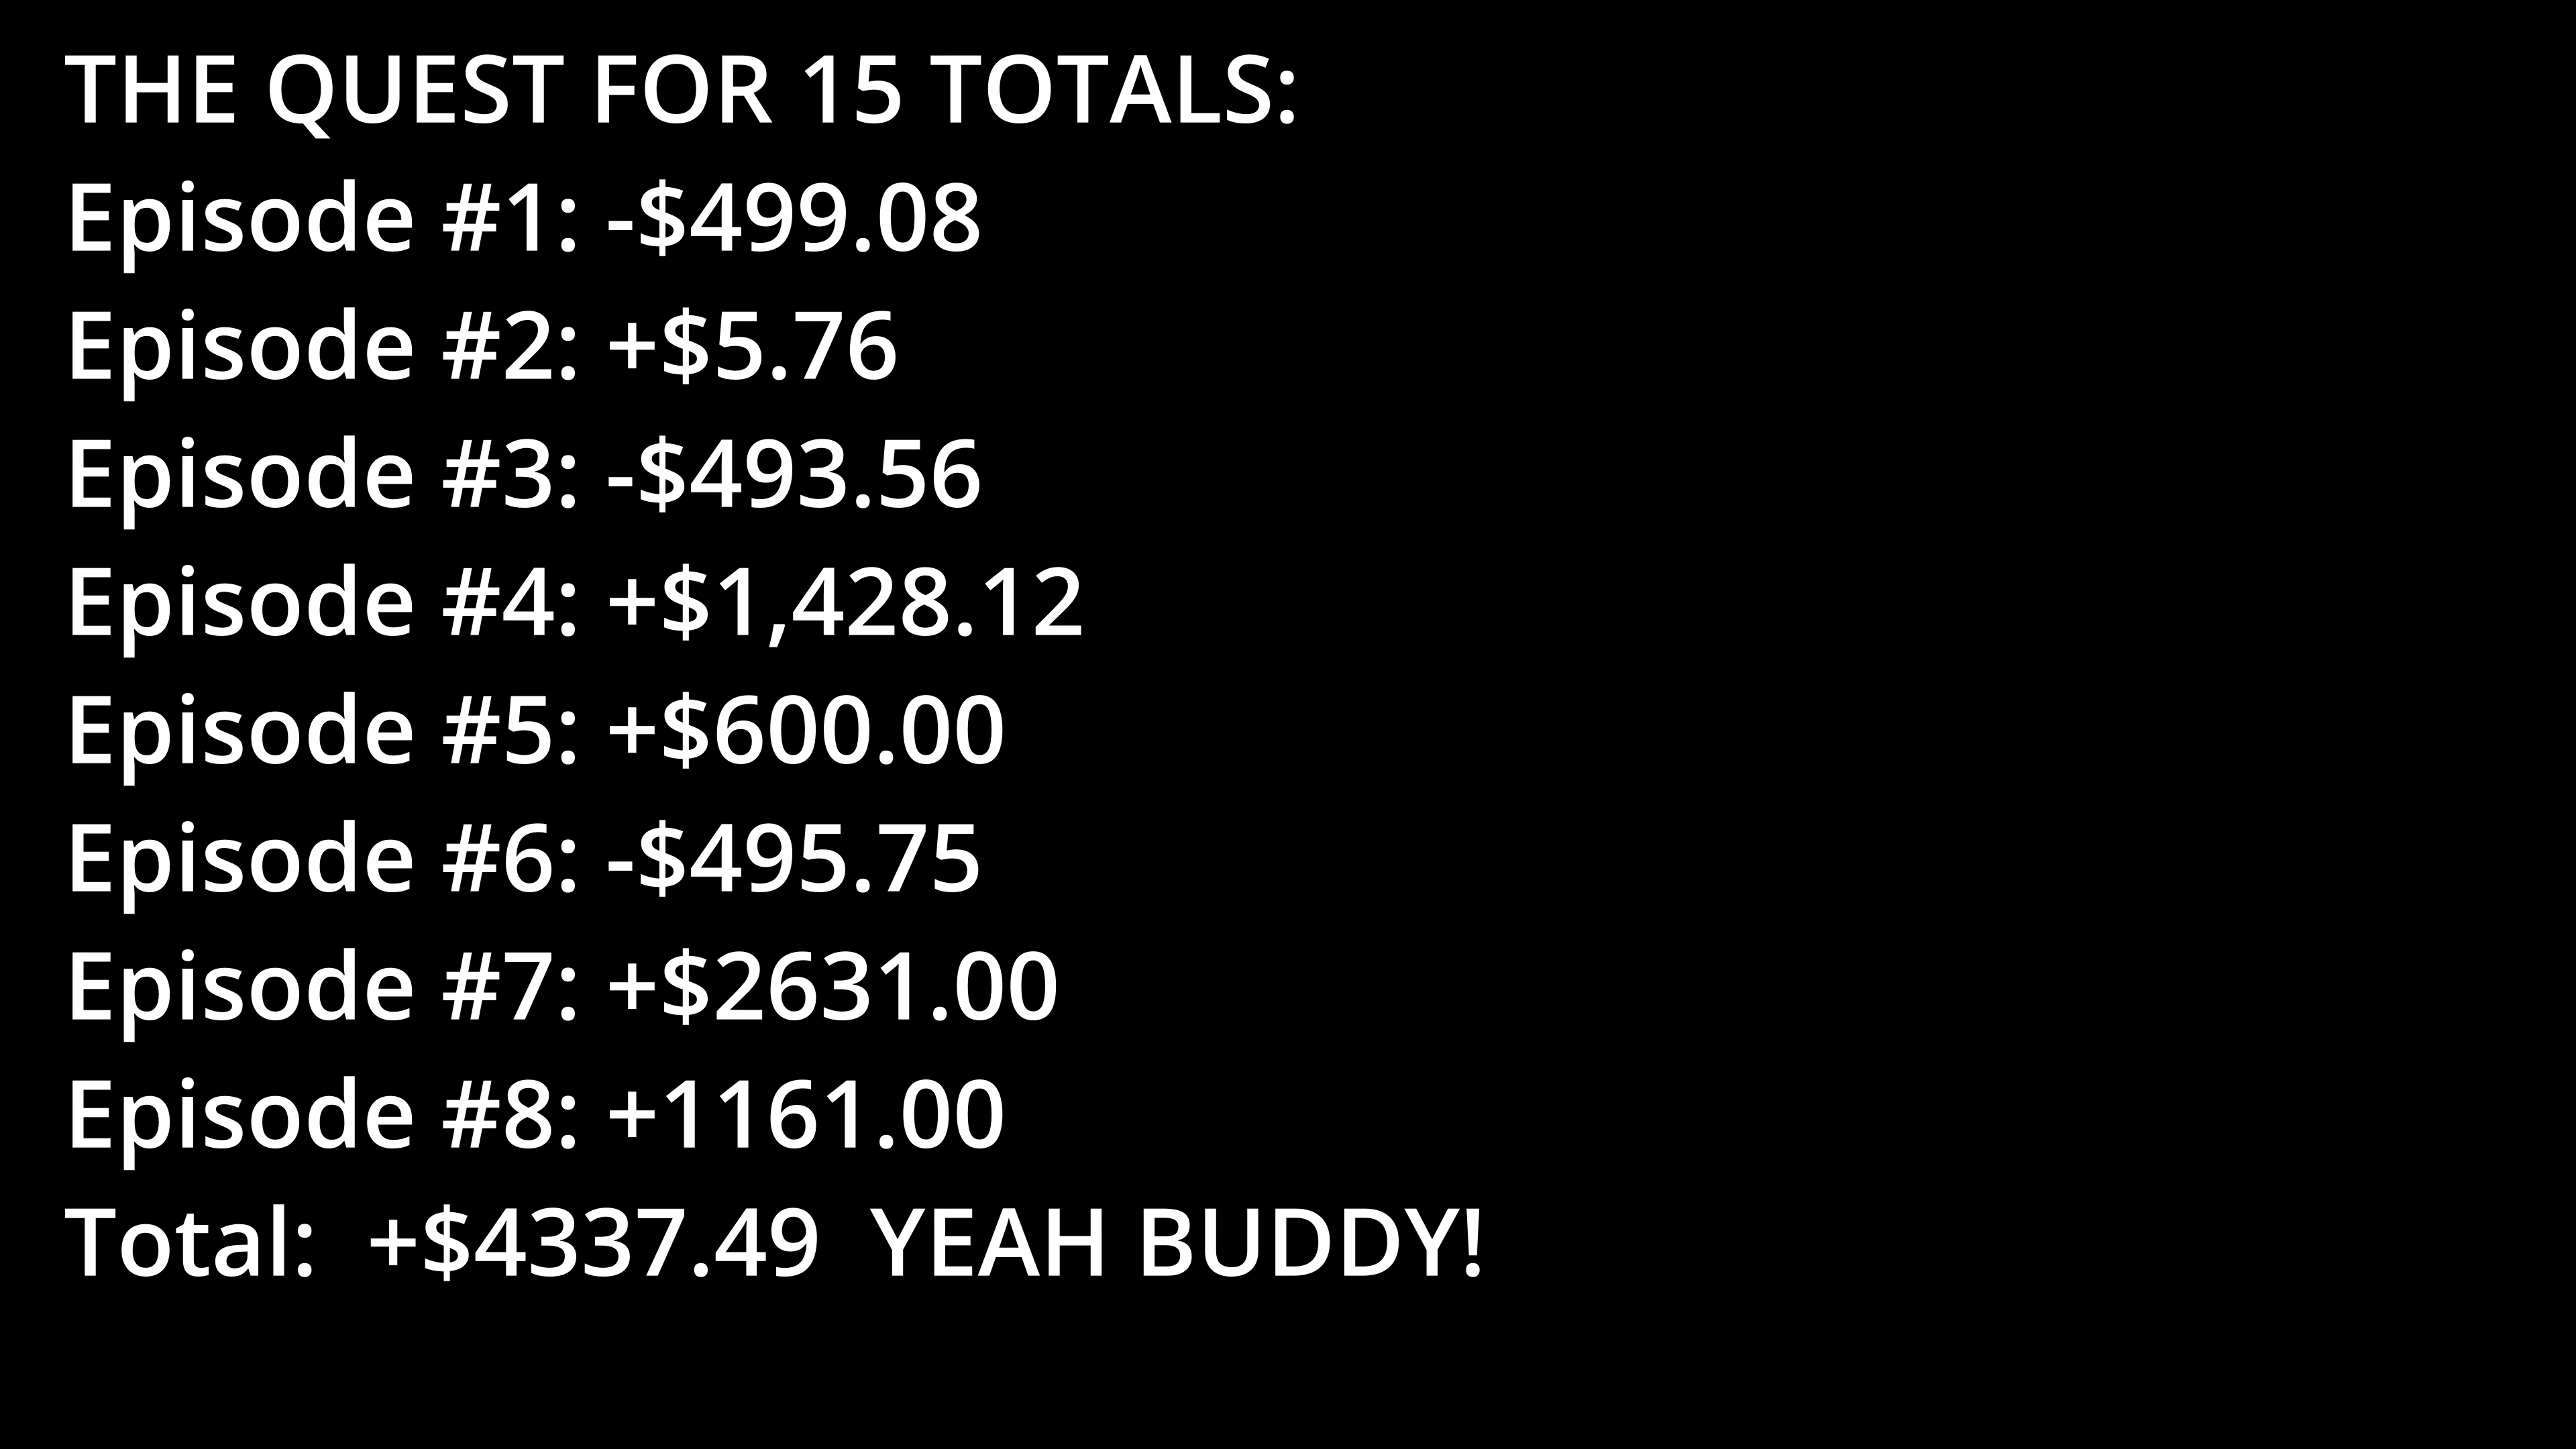 THE QUEST FOR 15 TOTALS:
Episode #1: -$499.08
Episode #2: +$5.76
Episode #3: -$493.56
Episode #4: +$1,428.12
Episode #5: +$600.00
Episode #6: -$495.75
Episode #7: +$2631.00
Episode #8: +1161.00
Total:  +$4337.49  YEAH BUDDY!